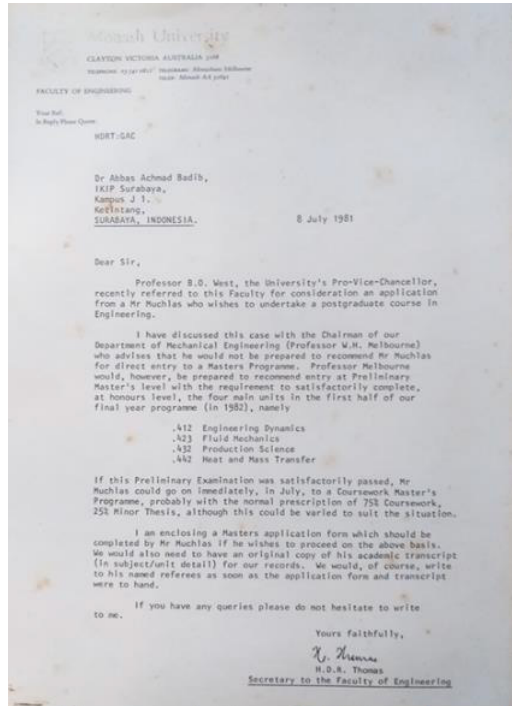 Monash University
CLAYTON VICTORIA AUSTRALIA 3168
FACULTY OF ENGINEERING
Your Ref.
In Reply Please Quote
HDRT:GAC
Dr Abbas Achmad Badib,
IKIP Surabaya,
Kampus J 1.
Ketintang,
SURABAYA, INDONESIA.
8 July 1981
Dear Sir,
Professor B.O. West, the University's Pro-Vice-Chancellor,
recently referred to this Faculty for consideration an application
from a Mr Muchlas who wishes to undertake a postgraduate course in
Engineering.
I have discussed this case with the Chairman of our
Department of Mechanical Engineering (Professor W.H. Melbourne)
who advises that he would not be prepared to recommend Mr Muchlas
for direct entry to a Masters Programme. Professor Melbourne
would, however, be prepared to recommend entry at Preliminary
Master's level with the requirement to satisfactorily complete,
at honours level, the four main units in the first half of our
final year programme (in 1982), namely
.412 Engineering Dynamics
.423 Fluid Mechanics
.432 Production Science
.442 Heat and Mass Transfer
If this Preliminary Examination was satisfactorily passed, Mr
Muchlas could go on immediately, in July, to a Coursework Master's
Programme, probably with the normal prescription of 75% Coursework,
25% Minor Thesis, although this could be varied to suit the situation.
I am enclosing a Masters application form which should be
completed by Mr Muchlas if he wishes to proceed on the above basis.
We would also need to have an original copy of his academic transcript
(in subject/unit detail) for our records. We would, of course, write
to his named referees as soon as the application form and transcript
were to hand.
If you have any queries please do not hesitate to write
to me.
Yours faithfully,
H.D.R. Thomas
Secretary to the Faculty of Engineering